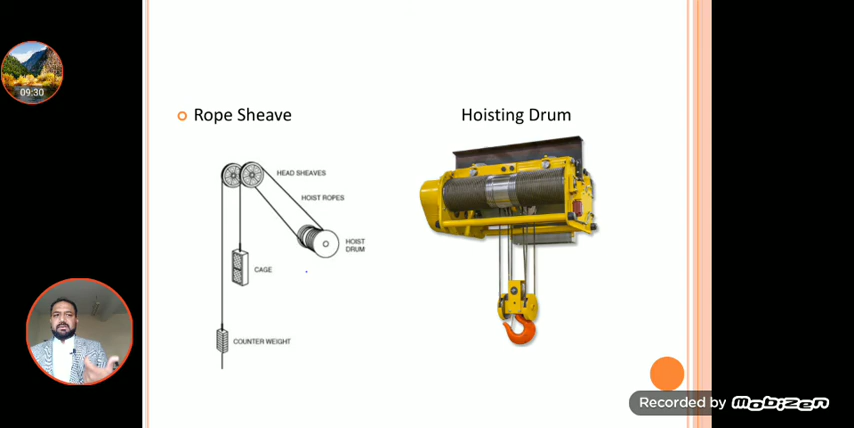 09:30
Rope Sheave
Hoisting Drum
HEAD SHEAVES
HOIST ROPES
HOIST
DRUM
CAGE
COUNTER WEIGHT
Recorded by mobizen